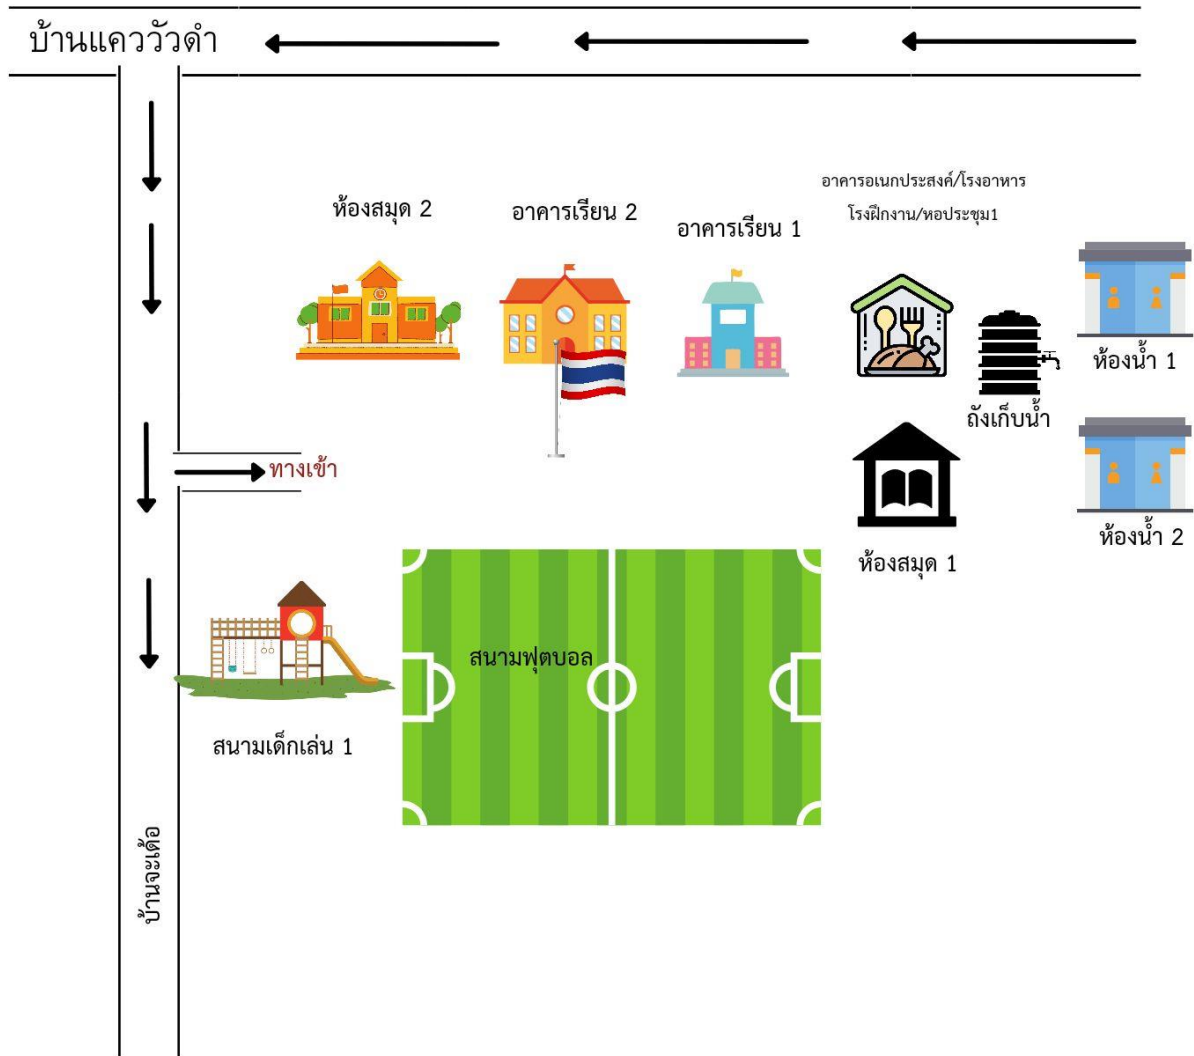 บ้านแควววัวดำ
อาคารอเนกประสงค์/โรงอาหาร
โรงฝึกงาน/หอประชุม1
ห้องสมุด 2
อาคารเรียน 2
อาคารเรียน 1
ห้องน้ำ 1
ถังเก็บน้ำ
ทางเข้า
ห้องน้ำ 2
ห้องสมุด 1
สนามฟุตบอล
สนามเด็กเล่น 1
บ้านจะเด้อ